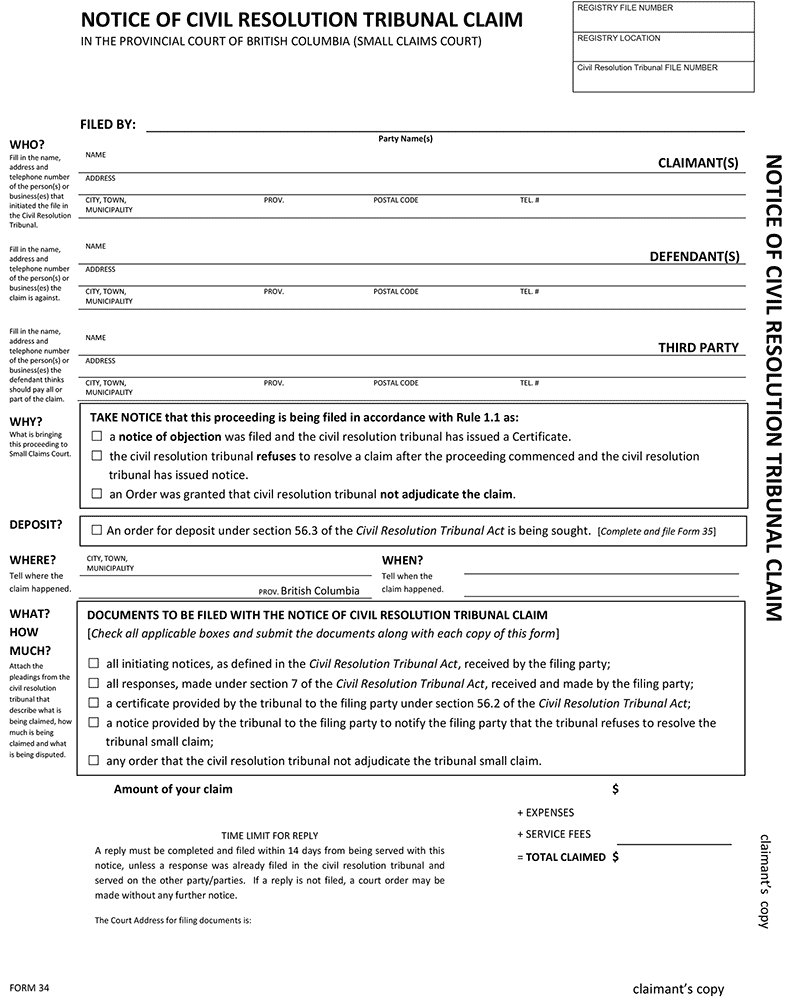 NOTICE OF CIVIL RESOLUTION TRIBUNAL CLAIM
IN THE PROVINCIAL COURT OF BRITISH COLUMBIA (SMALL CLAIMS COURT)
REGISTRY FILE NUMBER
REGISTRY LOCATION
Civil Resolution Tribunal FILE NUMBER
FILED BY:
Party Name(s)
WHO?
Fill in the name,
address and
telephone number
of the person(s) or
business(es) that
initiated the file in
the Civil Resolution
Tribunal.
NAME
CLAIMANT(S)
ADDRESS
CITY, TOWN, PROV. POSTAL CODE TEL. #
MUNICIPALITY
Fill in the name,
address and
telephone number
of the person(s) or
business(es) the
claim is against.
NAME
DEFENDANT(S)
ADDRESS
CITY, TOWN, PROV. POSTAL CODE TEL. #
MUNICIPALITY
Fill in the name,
address and
telephone number
of the person(s) or
business(es) the
defendant thinks
should pay all or
part of the claim.
NAME
THIRD PARTY
ADDRESS
CITY, TOWN, PROV. POSTAL CODE TEL. #
MUNICIPALITY
WHY?
What is bringing
this proceeding to
Small Claims Court.
TAKE NOTICE that this proceeding is being filed in accordance with Rule 1.1 as:
☐ a notice of objection was filed and the civil resolution tribunal has issued a Certificate.
☐ the civil resolution tribunal refuses to resolve a claim after the proceeding commenced and the civil resolution
tribunal has issued notice.
☐ an Order was granted that civil resolution tribunal not adjudicate the claim.
DEPOSIT?
☐ An order for deposit under section 56.3 of the Civil Resolution Tribunal Act is being sought. [Complete and file Form 35]
WHERE?
Tell where the
claim happened.
CITY, TOWN,
MUNICIPALITY
PROV. British Columbia
WHEN?
Tell when the
claim happened.
WHAT?
HOW
MUCH?
Attach the
pleadings from the
civil resolution
tribunal that
describe what is
being claimed, how
much is being
claimed and what
is being disputed.
DOCUMENTS TO BE FILED WITH THE NOTICE OF CIVIL RESOLUTION TRIBUNAL CLAIM
[Check all applicable boxes and submit the documents along with each copy of this form]
☐ all initiating notices, as defined in the Civil Resolution Tribunal Act, received by the filing party;
☐ all responses, made under section 7 of the Civil Resolution Tribunal Act, received and made by the filing party;
☐ a certificate provided by the tribunal to the filing party under section 56.2 of the Civil Resolution Tribunal Act;
☐ a notice provided by the tribunal to the filing party to notify the filing party that the tribunal refuses to resolve the
tribunal small claim;
☐ any order that the civil resolution tribunal not adjudicate the tribunal small claim.
Amount of your claim $
+ EXPENSES
+ SERVICE FEES
= TOTAL CLAIMED $
TIME LIMIT FOR REPLY
A reply must be completed and filed within 14 days from being served with this
notice, unless a response was already filed in the civil resolution tribunal and
served on the other party/parties. If a reply is not filed, a court order may be
made without any further notice.
The Court Address for filing documents is:
NOTICE OF CIVIL RESOLUTION TRIBUNAL CLAIM
claimant's copy
FORM 34
claimant's copy